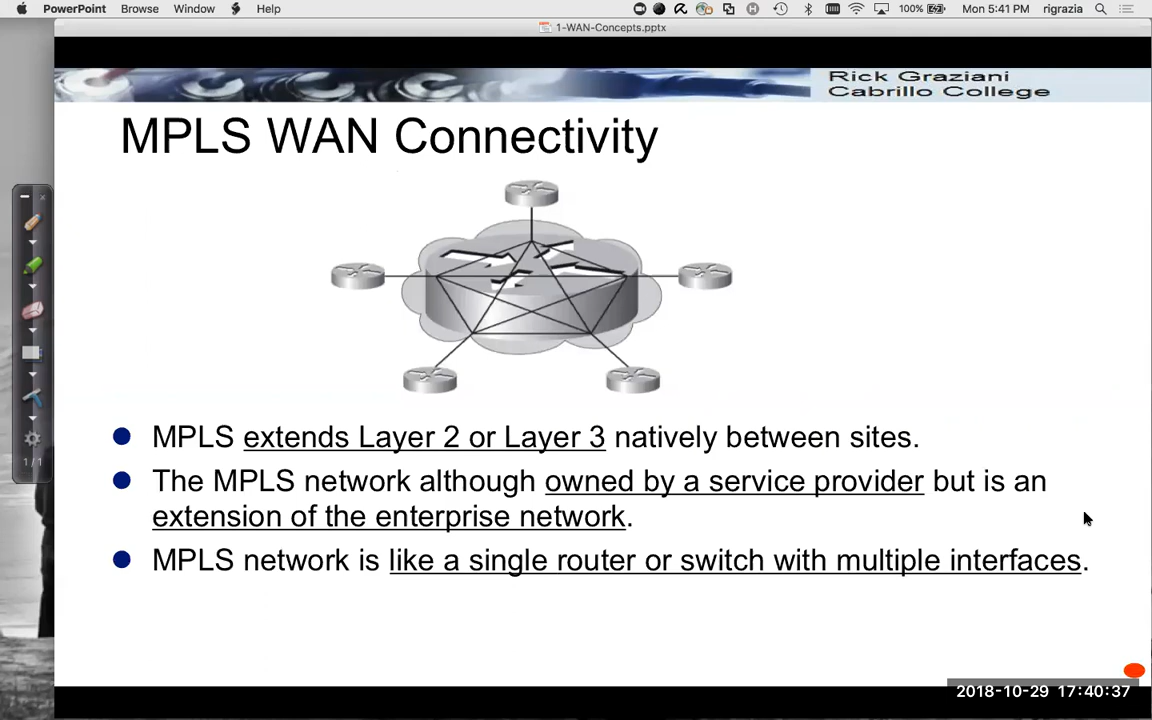 PowerPoint Browse Window Help 100% Mon 5:41 PM rigrazia
1-WAN-Concepts.pptx
Rick Graziani
Cabrillo College
MPLS WAN Connectivity
MPLS extends Layer 2 or Layer 3 natively between sites.
The MPLS network although owned by a service provider but is an
extension of the enterprise network.
MPLS network is like a single router or switch with multiple interfaces.
1/1
2018-10-29 17:40:37